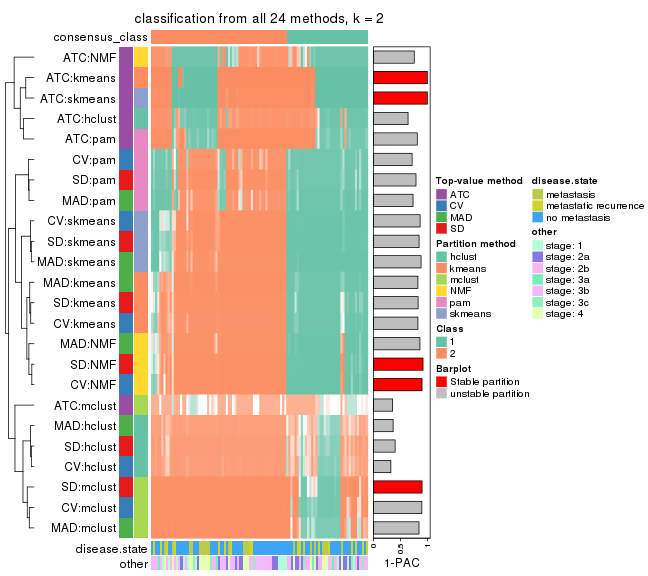 classification from all 24 methods, k = 2
consensus_class
ATC:NMF
ATC:kmeans
ATC:skmeans
ATC:hclust
ATC:pam
CV:pam
SD:pam
MAD:pam
CV:skmeans
SD:skmeans
MAD:skmeans
MAD:kmeans
SD:kmeans
CV:kmeans
MAD:NMF
SD:NMF
CV:NMF
ATC:mclust
MAD:hclust
SD:hclust
CV:hclust
SD:mclust
CV:mclust
MAD:mclust
disease.state
other
0
0.5
1
1-PAC
Top-value method
ATC
CV
MAD
SD
Partition method
hclust
kmeans
mclust
NMF
pam
skmeans
Class
1
2
Barplot
Stable partition
unstable partition
disease.state
metastasis
metastatic recurrence
no metastasis
other
stage: 1
stage: 2a
stage: 2b
stage: 3a
stage: 3b
stage: 3c
stage: 4